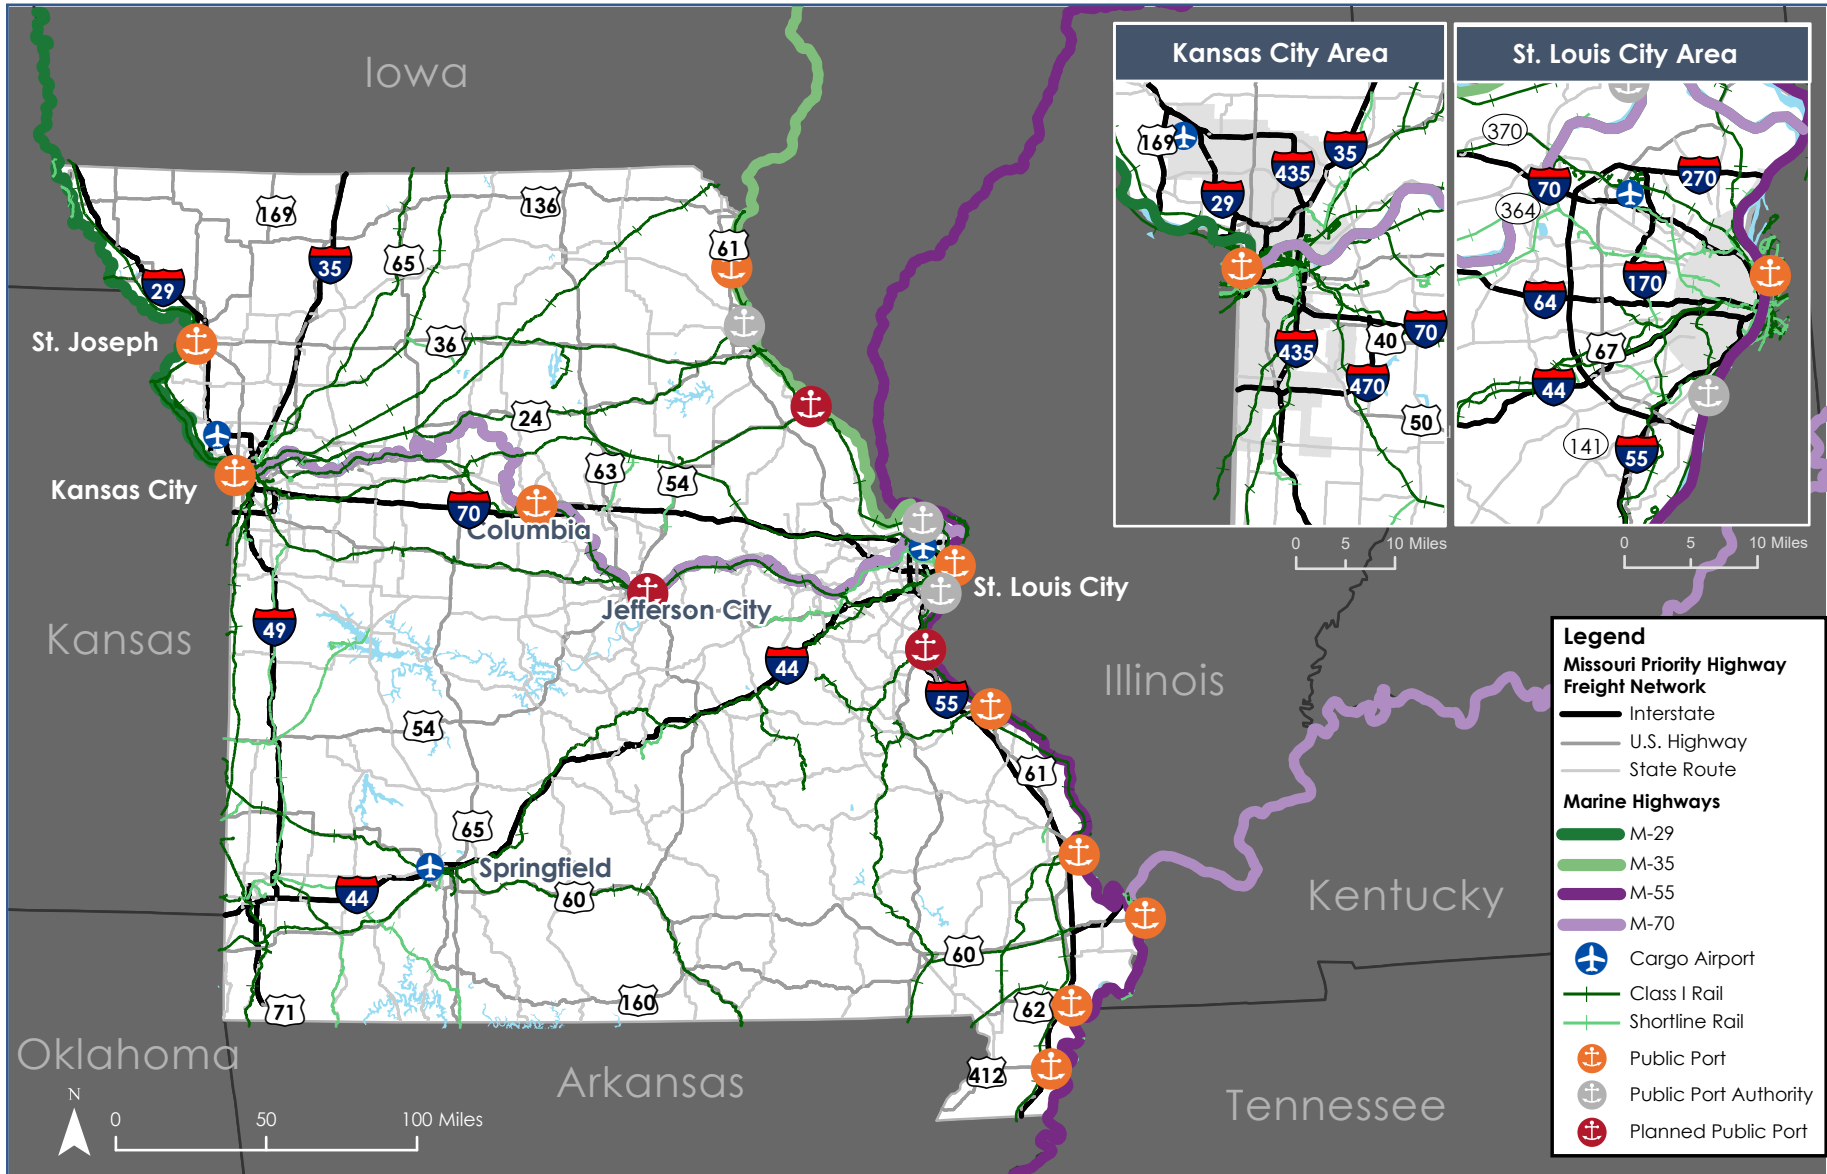 Iowa
169
136
35
65
61
29
St. Joseph
36
24
63
54
Kansas City
70
Columbia
Jefferson City
St. Louis City
Kansas
49
44
Illinois
55
54
61
65
Springfield
44
60
Kentucky
60
71
160
62
412
Oklahoma
Arkansas
Tennessee
N
0 50 100 Miles
Kansas City Area
169
35
435
29
435
70
40
470
50
0 5 10 Miles
St. Louis City Area
370
70
270
364
170
64
67
44
141
55
0 5 10 Miles
Legend
Missouri Priority Highway
Freight Network
Interstate
U.S. Highway
State Route
Marine Highways
M-29
M-35
M-55
M-70
Cargo Airport
Class I Rail
Shortline Rail
Public Port
Public Port Authority
Planned Public Port